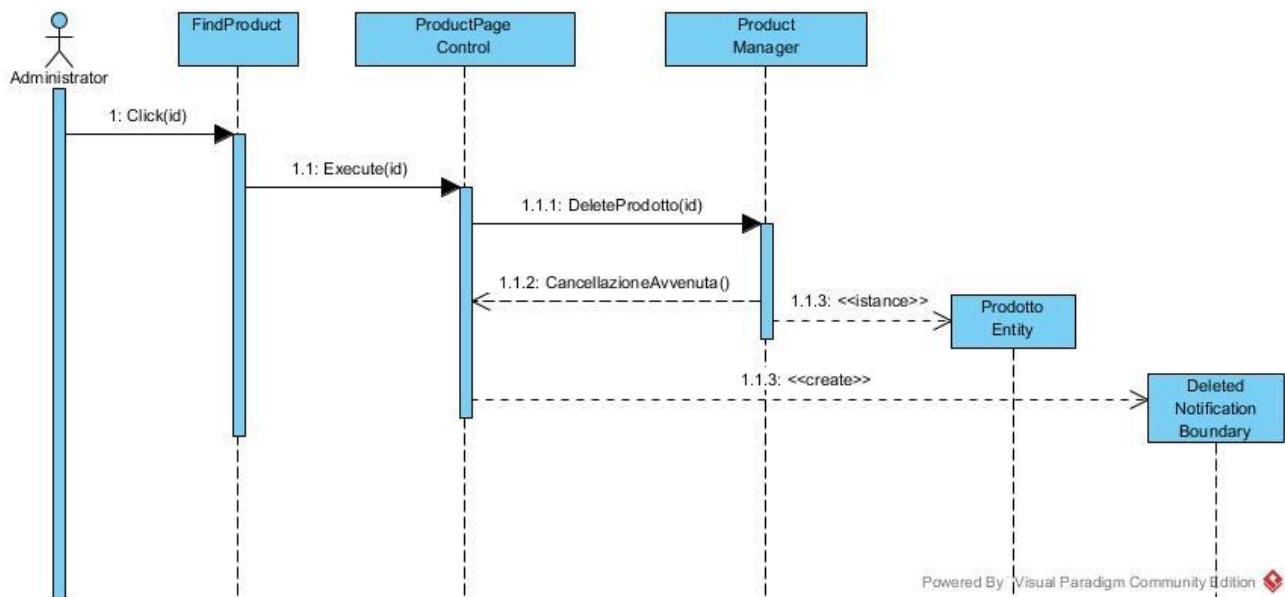 Administrator
FindProduct
ProductPage
Control
Product
Manager
1: Click(id)
1.1: Execute(id)
1.1.1: DeleteProdotto(id)
1.1.2: CancellazioneAvvenuta()
1.1.3: <<istance>>
Prodotto
Entity
1.1.3: <<create>>
Deleted
Notification
Boundary
Powered By Visual Paradigm Community Edition